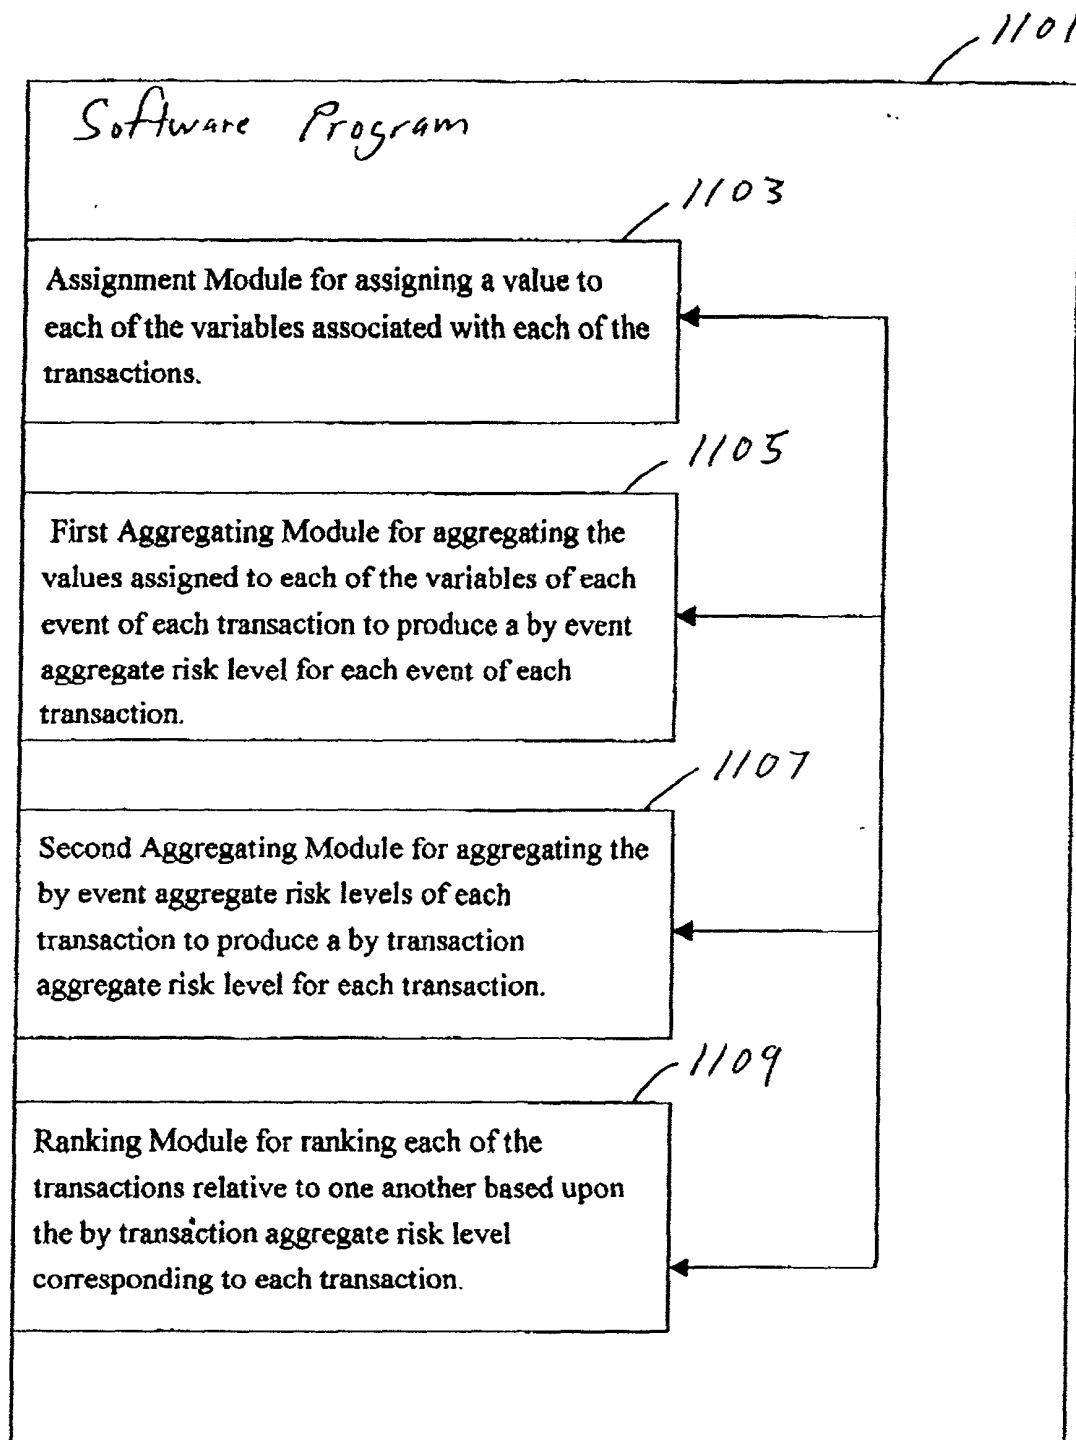 1101
Software Program
1103
Assignment Module for assigning a value to
each of the variables associated with each of the
transactions.
1105
First Aggregating Module for aggregating the
values assigned to each of the variables of each
event of each transaction to produce a by event
aggregate risk level for each event of each
transaction.
1107
Second Aggregating Module for aggregating the
by event aggregate risk levels of each
transaction to produce a by transaction
aggregate risk level for each transaction.
1109
Ranking Module for ranking each of the
transactions relative to one another based upon
the by transaction aggregate risk level
corresponding to each transaction.